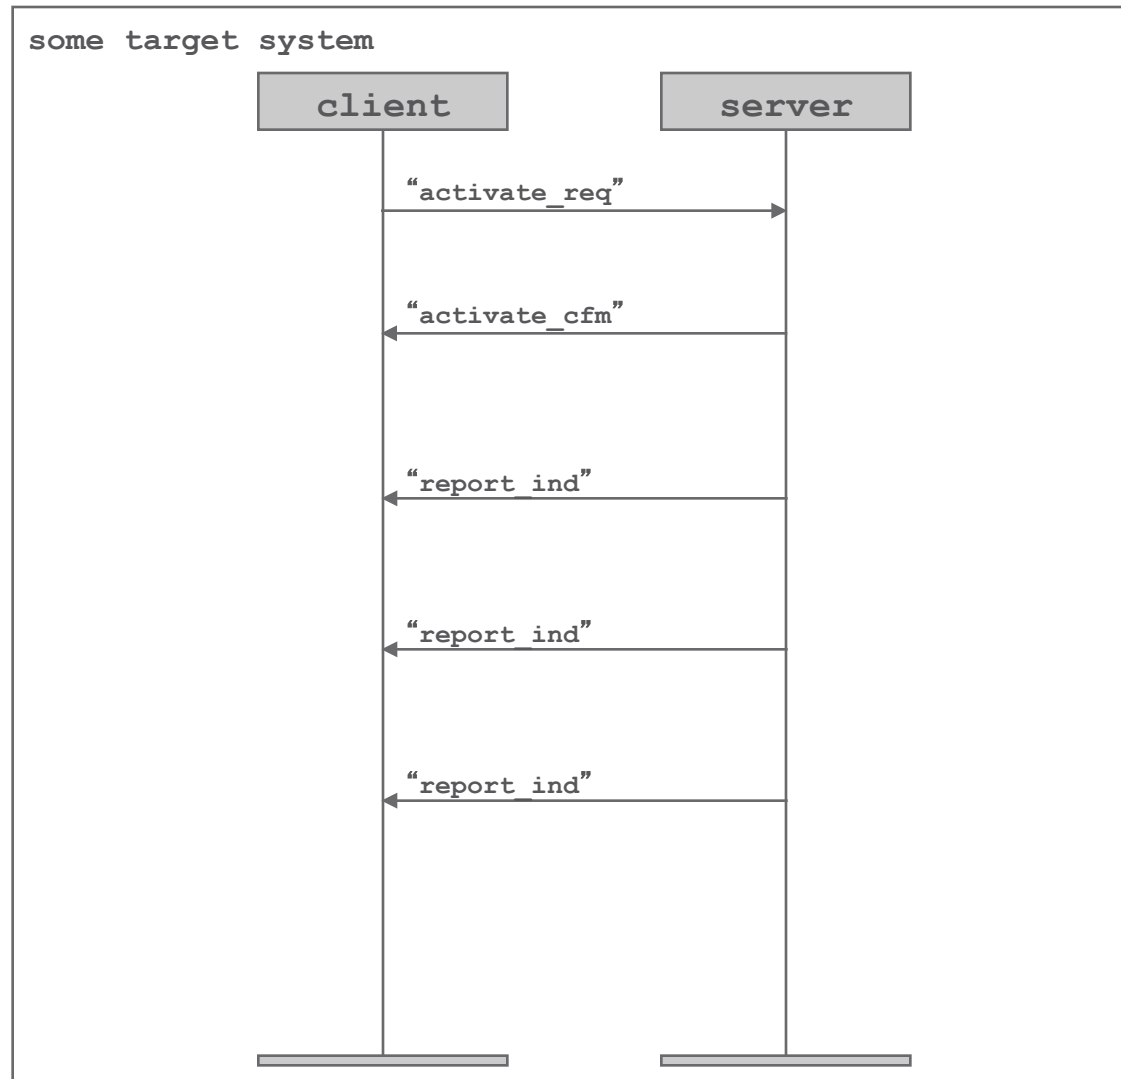 some target system
client
server
“activate_req”
“activate_cfm”
“report_ind”
“report_ind”
“report_ind”